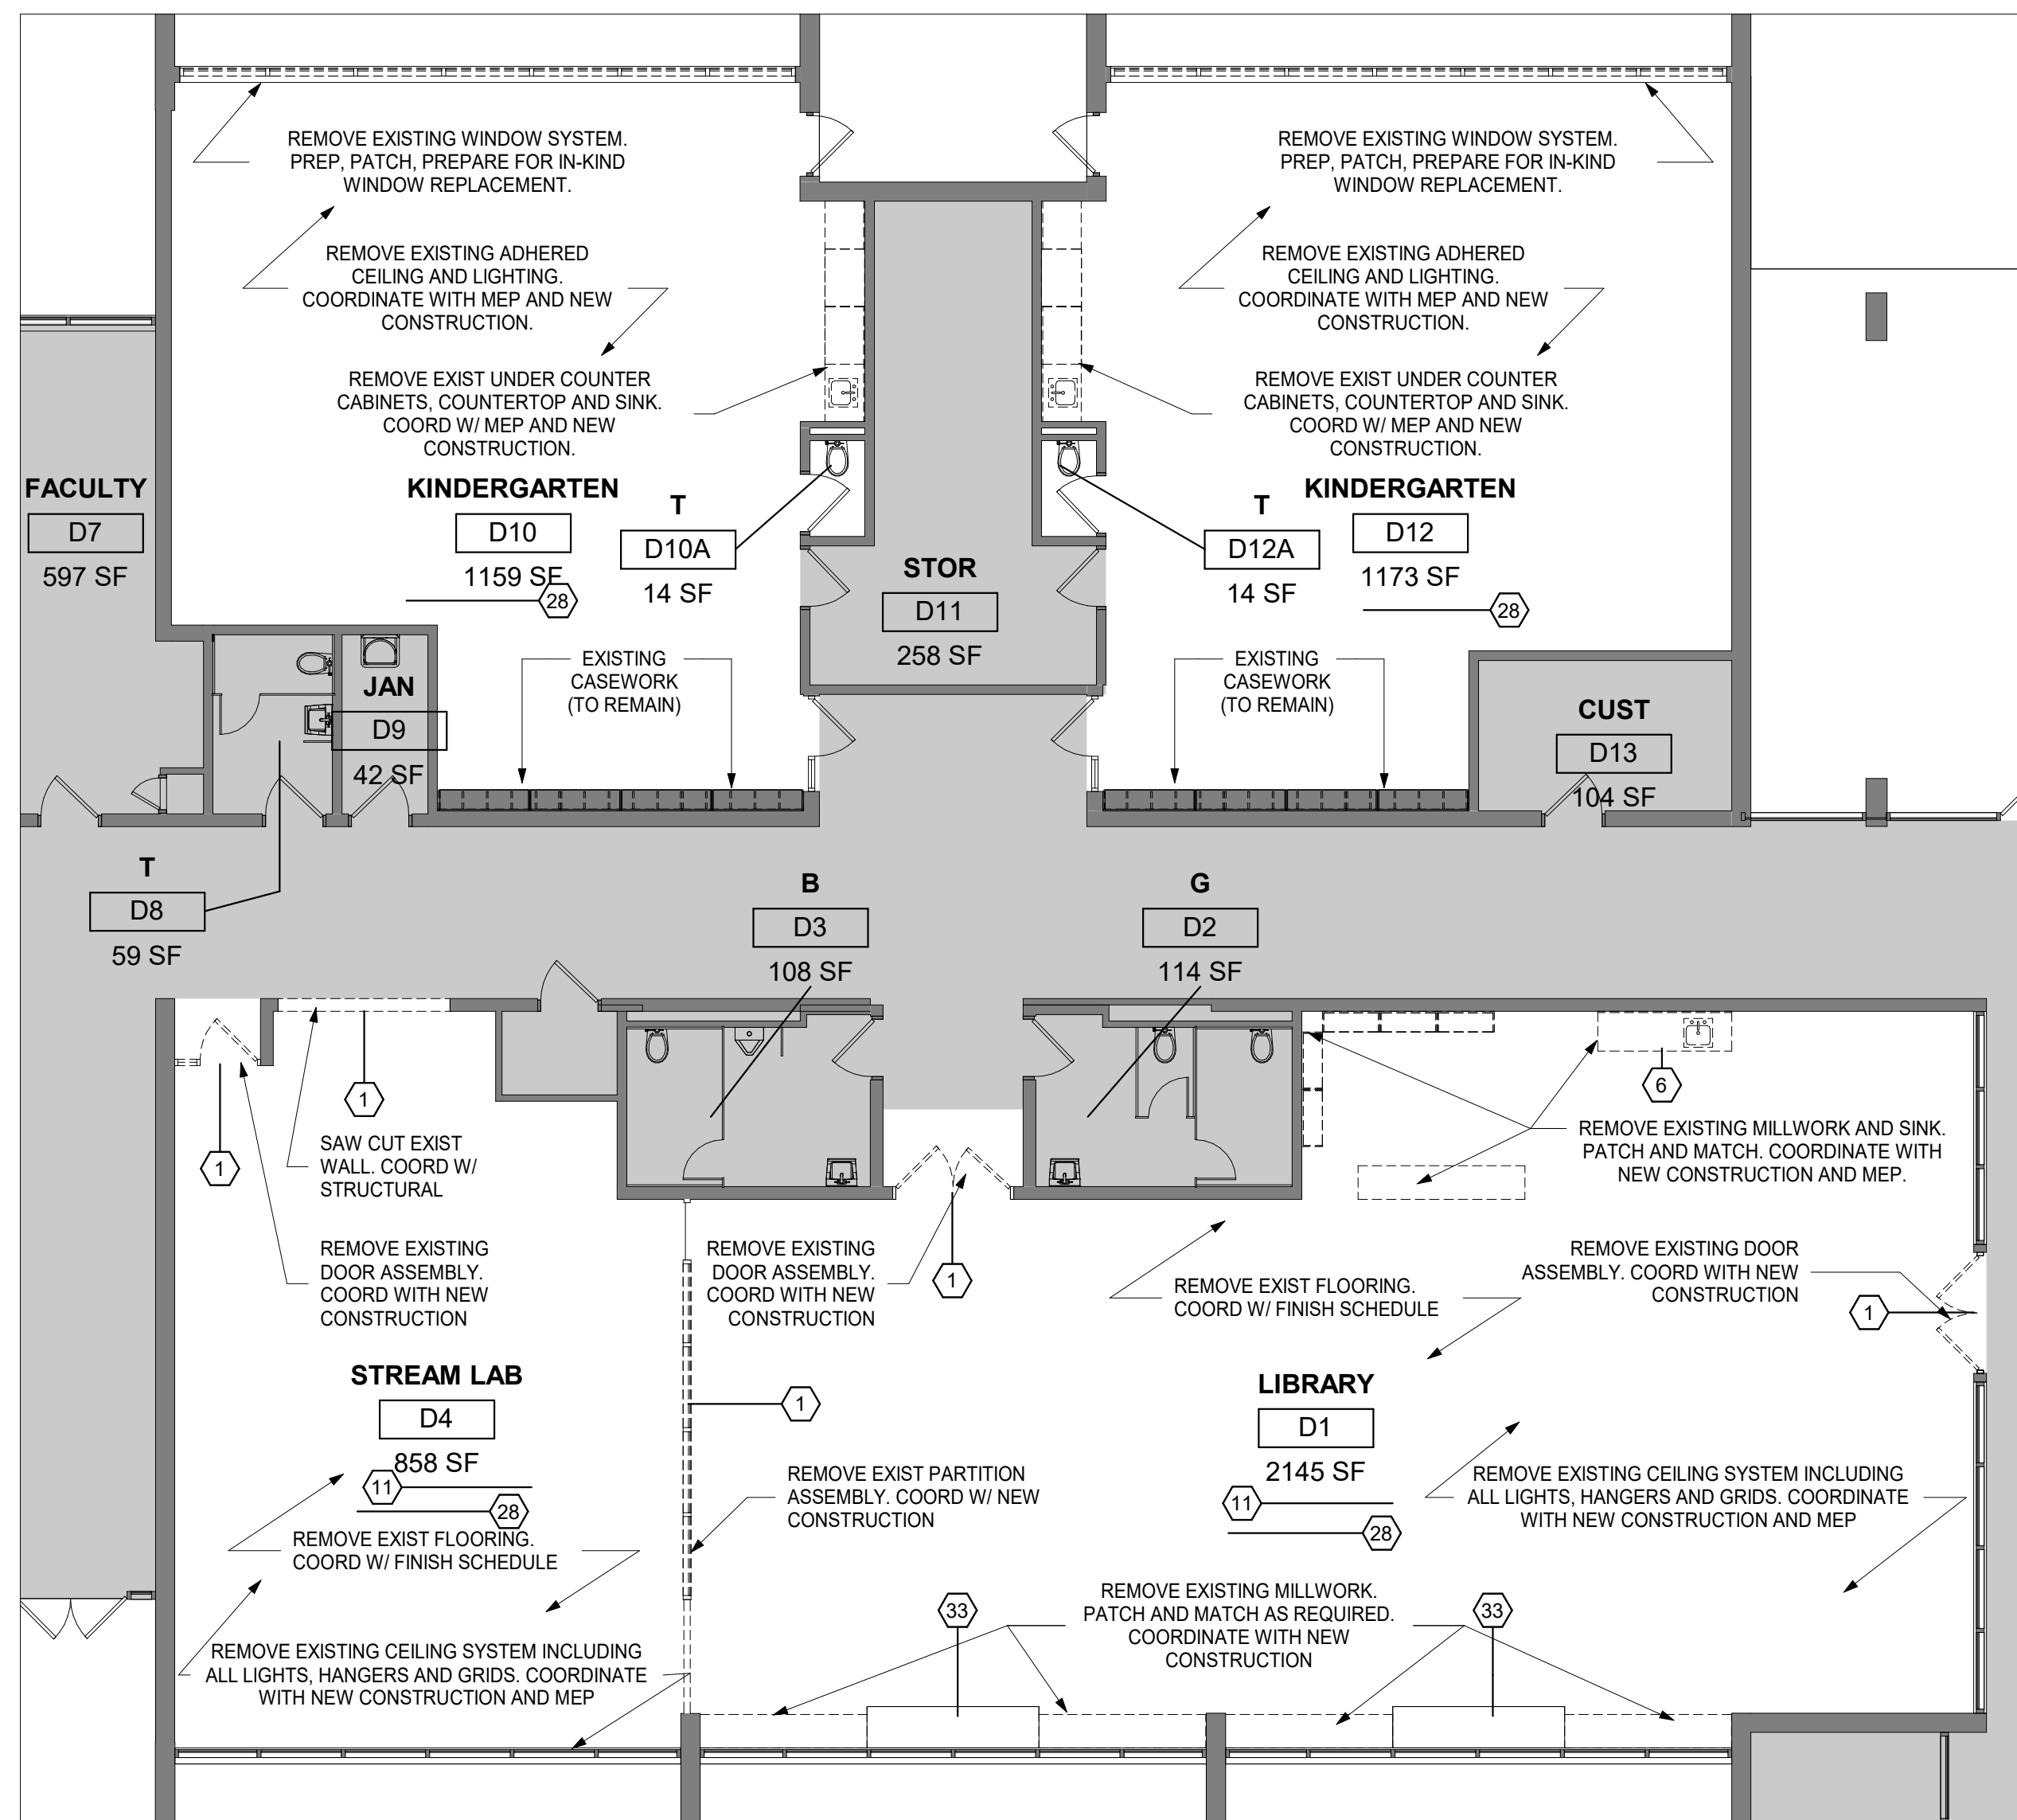 REMOVE EXISTING WINDOW SYSTEM.
PREP, PATCH, PREPARE FOR IN-KIND
WINDOW REPLACEMENT.
REMOVE EXISTING WINDOW SYSTEM.
PREP, PATCH, PREPARE FOR IN-KIND
WINDOW REPLACEMENT.
REMOVE EXISTING ADHERED
CEILING AND LIGHTING.
COORDINATE WITH MEP AND NEW
CONSTRUCTION.
REMOVE EXISTING ADHERED
CEILING AND LIGHTING.
COORDINATE WITH MEP AND NEW
CONSTRUCTION.
REMOVE EXIST UNDER COUNTER
CABINETS, COUNTERTOP AND SINK.
COORD W/ MEP AND NEW
CONSTRUCTION.
REMOVE EXIST UNDER COUNTER
CABINETS, COUNTERTOP AND SINK.
COORD W/ MEP AND NEW
CONSTRUCTION.
FACULTY
D7
597 SF
KINDERGARTEN
D10
1159 SF
28
T
D10A
14 SF
STOR
D11
258 SF
T
D12A
14 SF
KINDERGARTEN
D12
1173 SF
28
JAN
D9
42 SF
EXISTING
CASEWORK
(TO REMAIN)
EXISTING
CASEWORK
(TO REMAIN)
CUST
D13
104 SF
T
D8
59 SF
B
D3
108 SF
G
D2
114 SF
1
1
SAW CUT EXIST
WALL. COORD W/
STRUCTURAL
6
REMOVE EXISTING MILLWORK AND SINK.
PATCH AND MATCH. COORDINATE WITH
NEW CONSTRUCTION AND MEP.
REMOVE EXISTING
DOOR ASSEMBLY.
COORD WITH NEW
CONSTRUCTION
REMOVE EXISTING
DOOR ASSEMBLY.
COORD WITH NEW
CONSTRUCTION
1
REMOVE EXIST FLOORING.
COORD W/ FINISH SCHEDULE
REMOVE EXISTING DOOR
ASSEMBLY. COORD WITH NEW
CONSTRUCTION
1
STREAM LAB
D4
858 SF
11
28
1
LIBRARY
D1
2145 SF
11
28
REMOVE EXIST PARTITION
ASSEMBLY. COORD W/ NEW
CONSTRUCTION
REMOVE EXISTING CEILING SYSTEM INCLUDING
ALL LIGHTS, HANGERS AND GRIDS. COORDINATE
WITH NEW CONSTRUCTION AND MEP
REMOVE EXIST FLOORING.
COORD W/ FINISH SCHEDULE
33
REMOVE EXISTING MILLWORK.
PATCH AND MATCH AS REQUIRED.
COORDINATE WITH NEW
CONSTRUCTION
33
REMOVE EXISTING CEILING SYSTEM INCLUDING
ALL LIGHTS, HANGERS AND GRIDS. COORDINATE
WITH NEW CONSTRUCTION AND MEP